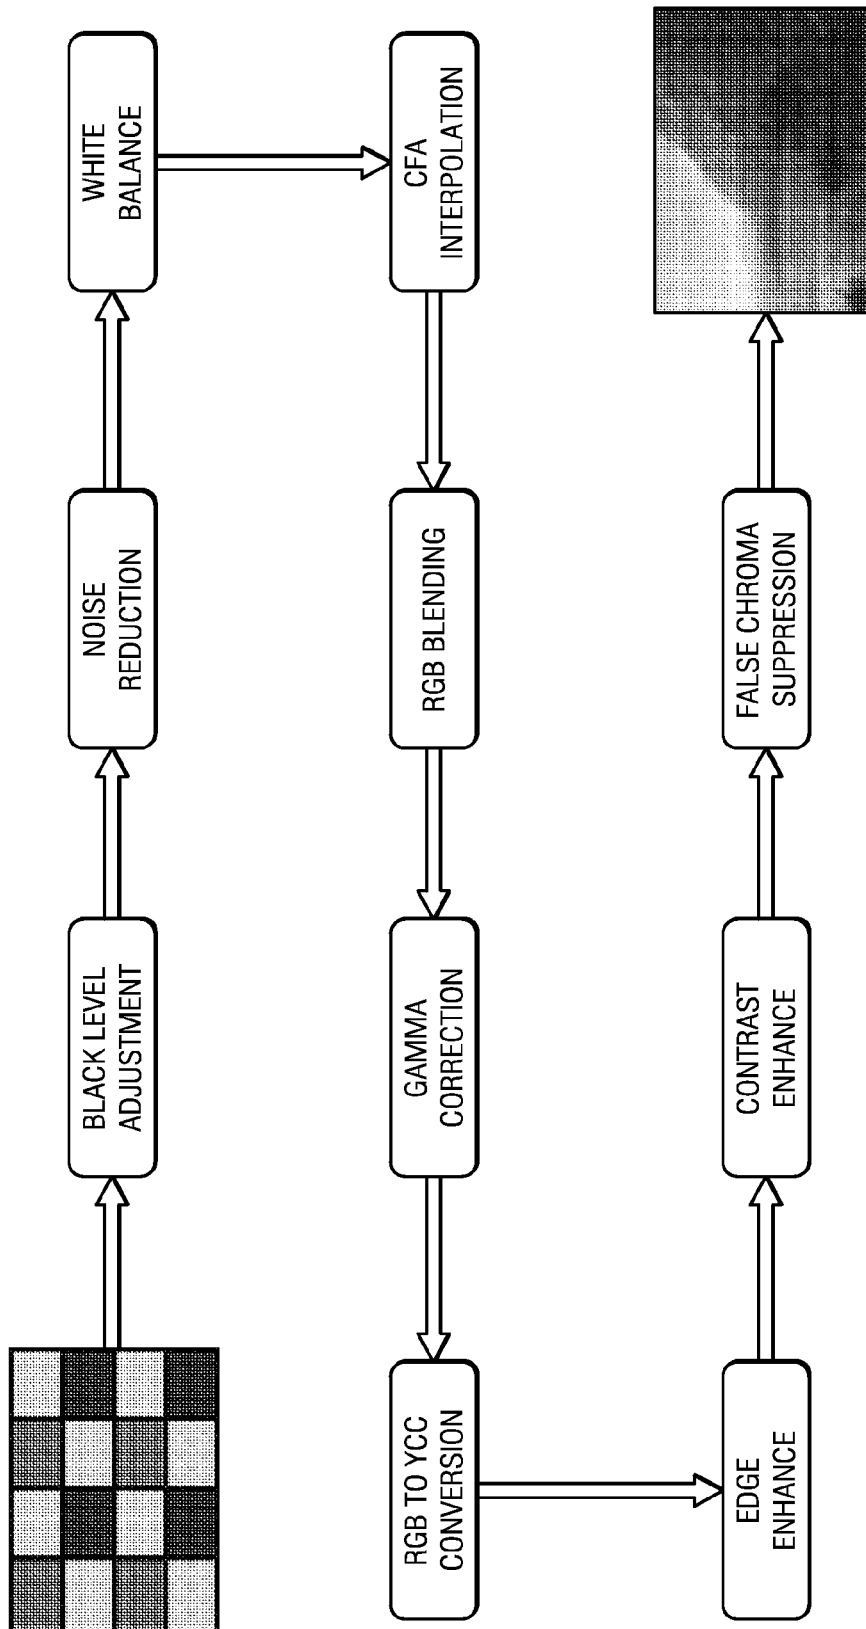 BLACK LEVEL
ADJUSTMENT
NOISE
REDUCTION
WHITE
BALANCE
CFA
INTERPOLATION
RGB BLENDING
GAMMA
CORRECTION
RGB TO YCC
CONVERSION
EDGE
ENHANCE
CONTRAST
ENHANCE
FALSE CHROMA
SUPPRESSION